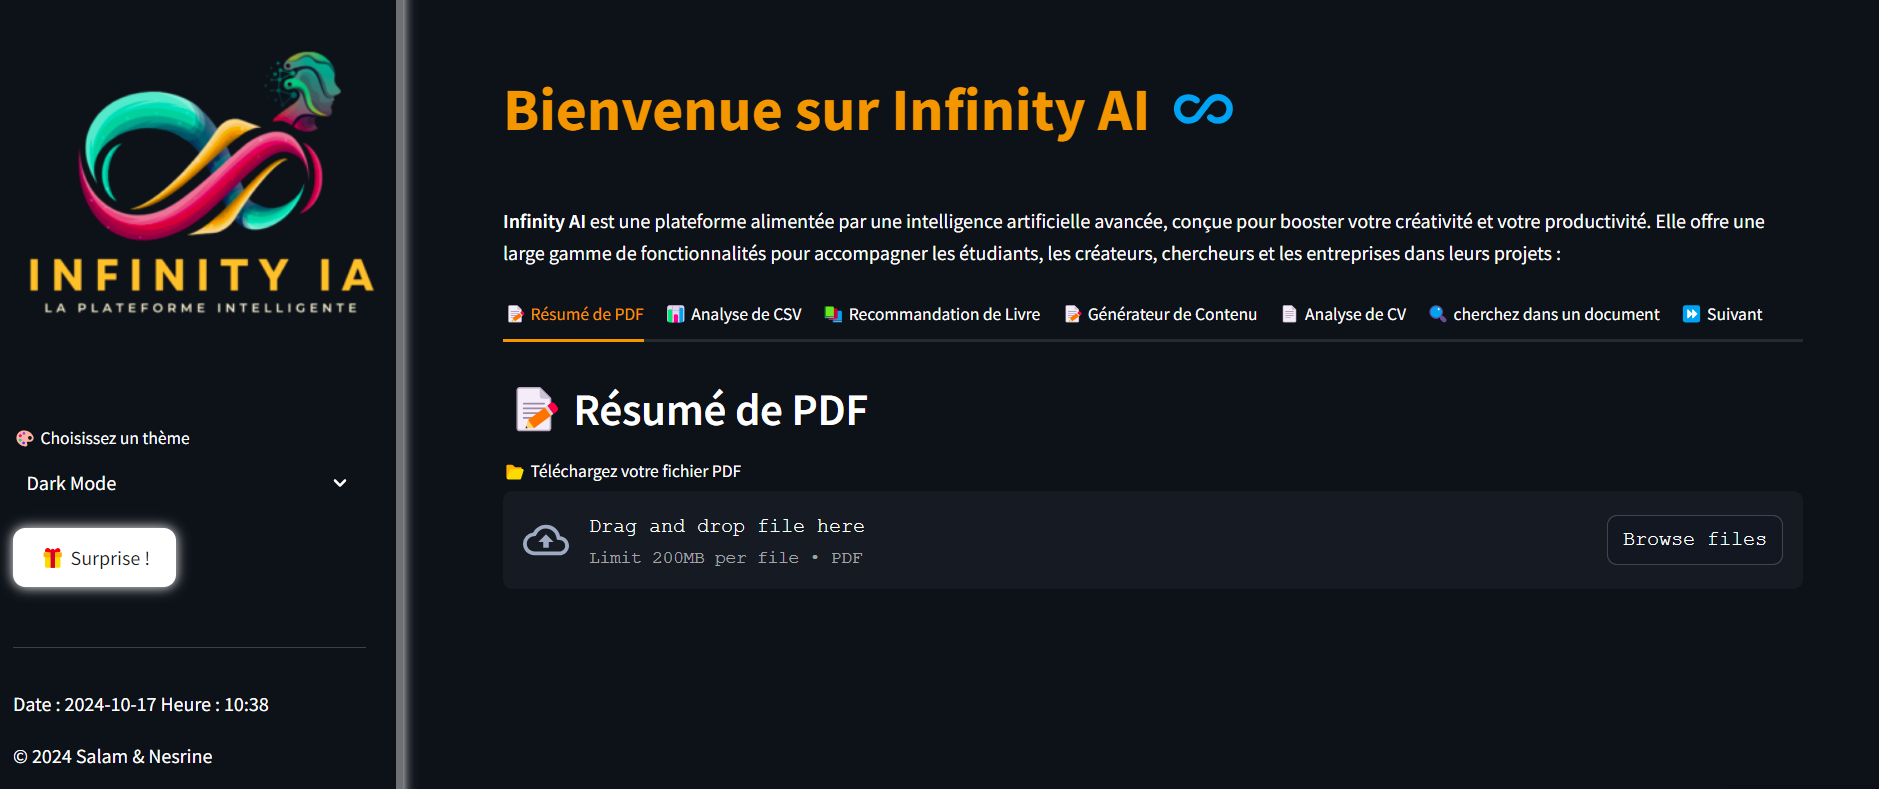 INFINITY IA
LA PLATEFORME INTELLIGENTE
Choisissez un thème
Dark Mode
Surprise !
Date : 2024-10-17 Heure : 10:38
© 2024 Salam & Nesrine
Bienvenue sur Infinity AI
Infinity AI est une plateforme alimentée par une intelligence artificielle avancée, conçue pour booster votre créativité et votre productivité. Elle offre une
large gamme de fonctionnalités pour accompagner les étudiants, les créateurs, chercheurs et les entreprises dans leurs projets :
Résumé de PDF Analyse de CSV Recommandation de Livre Générateur de Contenu Analyse de CV cherchez dans un document Suivant
Résumé de PDF
Téléchargez votre fichier PDF
Drag and drop file here
Limit 200MB per file • PDF
Browse files